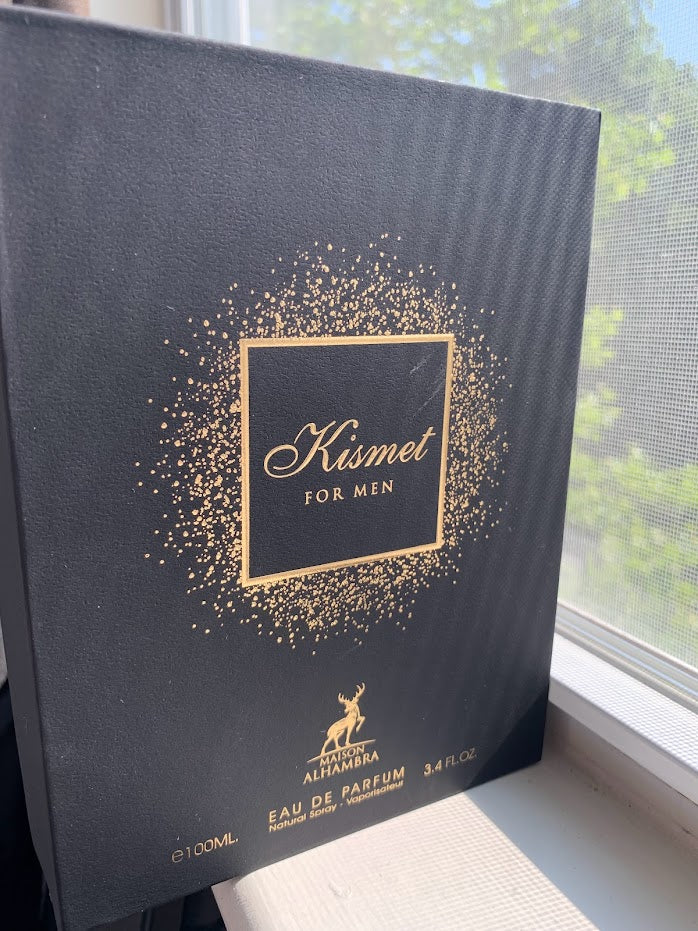 Kismet
FOR MEN
MAISON
ALHAMBRA
EAU DE PARFUM
Natural Spray - Vaporisateur
3.4 FL.OZ.
e100ML.